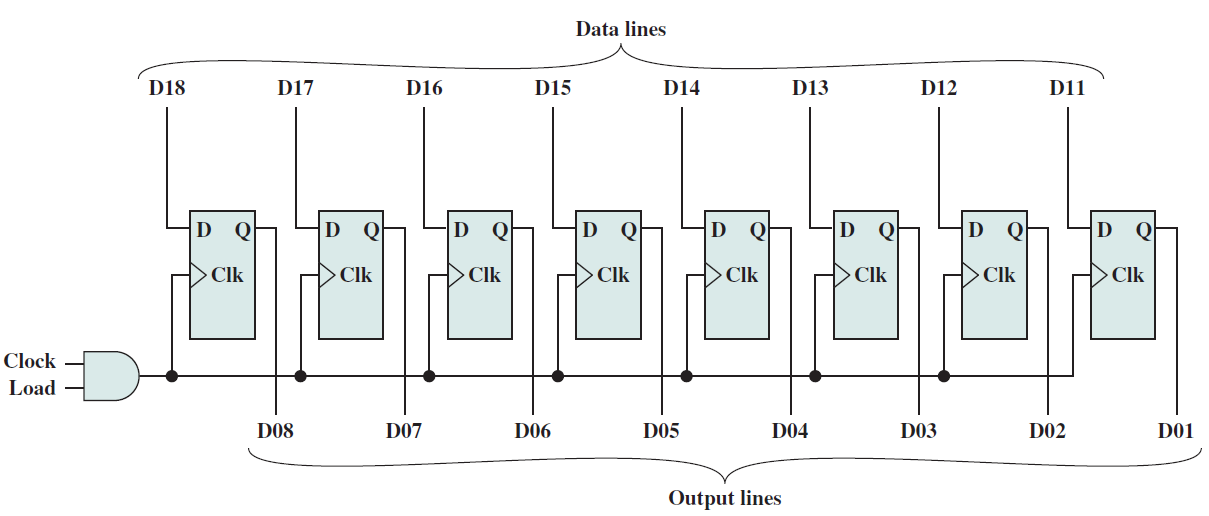 Data lines
D18 D17 D16 D15 D14 D13 D12 D11
D Q D Q D Q D Q D Q D Q D Q D Q
Clk Clk Clk Clk Clk Clk Clk Clk
Clock
Load
D08 D07 D06 D05 D04 D03 D02 D01
Output lines